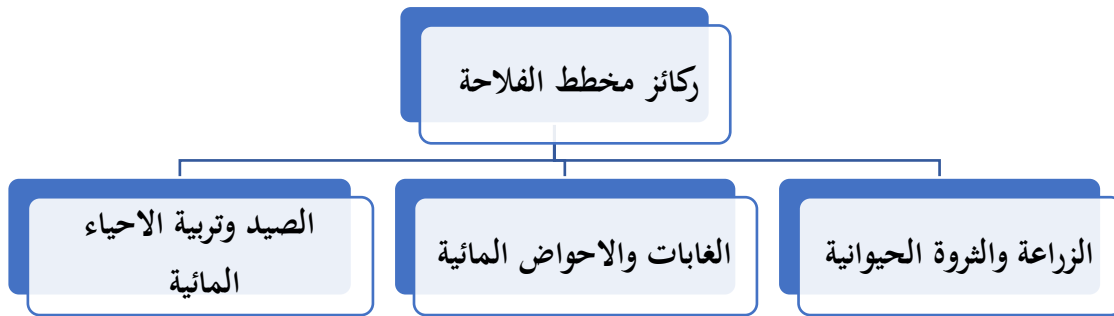 ركائز مخطط الفلاحة
الزراعة والثروة الحيوانية
الغابات والاحواض المائية
الصيد وتربية الاحياء
المائية